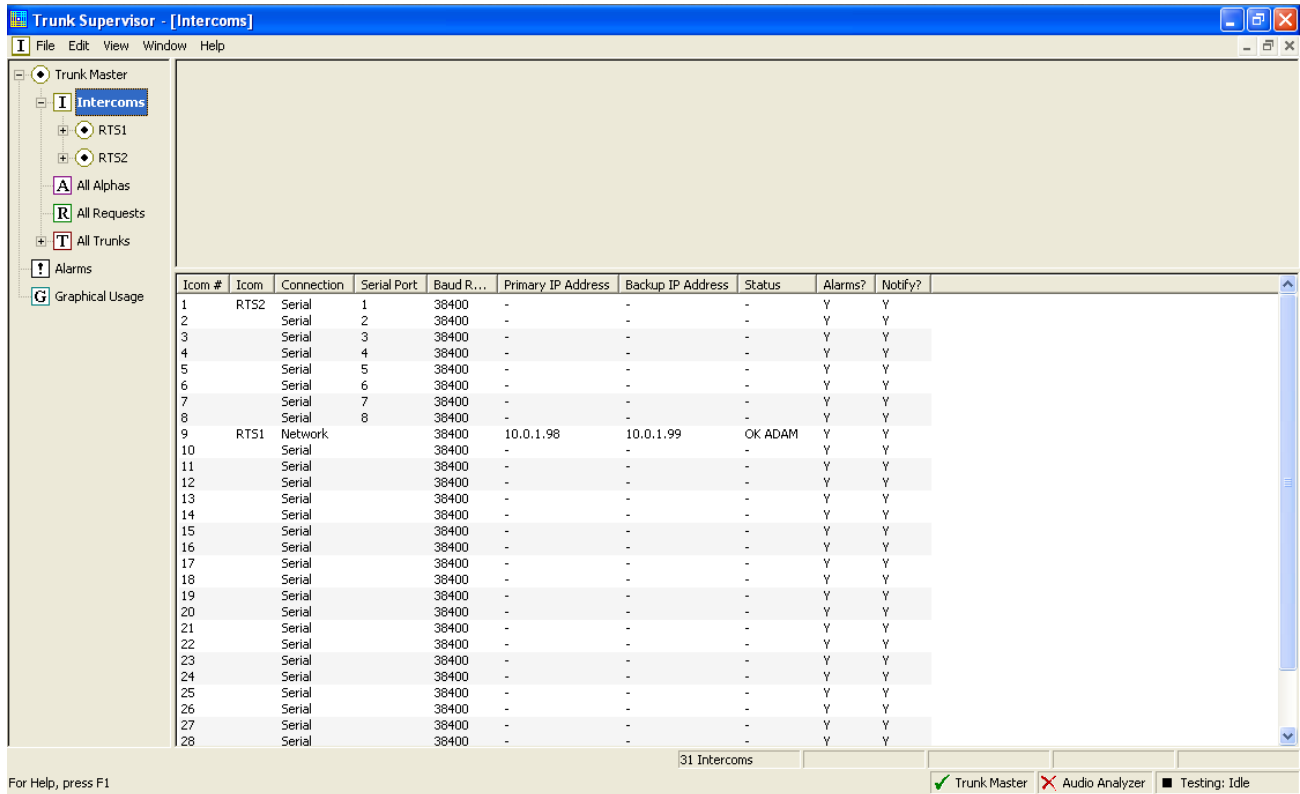 Trunk Supervisor - [Intercoms]
I File Edit View Window Help
Trunk Master
I Intercoms
RTS1
RTS2
A All Alphas
R All Requests
T All Trunks
! Alarms
G Graphical Usage
Icom # Icom Connection Serial Port Baud R... Primary IP Address Backup IP Address Status Alarms? Notify?
1 RTS2 Serial 1 38400 - - - Y Y
2 Serial 2 38400 - - - Y Y
3 Serial 3 38400 - - - Y Y
4 Serial 4 38400 - - - Y Y
5 Serial 5 38400 - - - Y Y
6 Serial 6 38400 - - - Y Y
7 Serial 7 38400 - - - Y Y
8 Serial 8 38400 - - - Y Y
9 RTS1 Network 38400 10.0.1.98 10.0.1.99 OK ADAM Y Y
10 Serial 38400 - - - Y Y
11 Serial 38400 - - - Y Y
12 Serial 38400 - - - Y Y
13 Serial 38400 - - - Y Y
14 Serial 38400 - - - Y Y
15 Serial 38400 - - - Y Y
16 Serial 38400 - - - Y Y
17 Serial 38400 - - - Y Y
18 Serial 38400 - - - Y Y
19 Serial 38400 - - - Y Y
20 Serial 38400 - - - Y Y
21 Serial 38400 - - - Y Y
22 Serial 38400 - - - Y Y
23 Serial 38400 - - - Y Y
24 Serial 38400 - - - Y Y
25 Serial 38400 - - - Y Y
26 Serial 38400 - - - Y Y
27 Serial 38400 - - - Y Y
28 Serial 38400 - - - Y Y
31 Intercoms
For Help, press F1
Trunk Master Audio Analyzer Testing: Idle